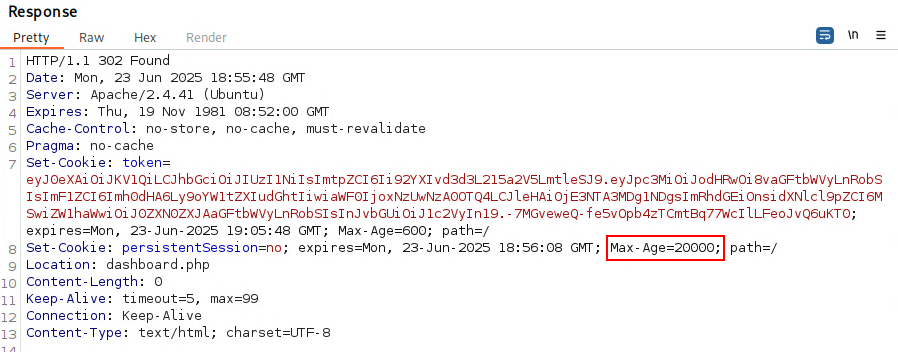 Response
Pretty Raw Hex Render \n
1 HTTP/1.1 302 Found
2 Date: Mon, 23 Jun 2025 18:55:48 GMT
3 Server: Apache/2.4.41 (Ubuntu)
4 Expires: Thu, 19 Nov 1981 08:52:00 GMT
5 Cache-Control: no-store, no-cache, must-revalidate
6 Pragma: no-cache
7 Set-Cookie: token=
eyJ0eXAiOiJKV1QiLCJhbGciOiJIUzI1NiIsImtpZCI6Ii92YXIvd3d3L215a2V5LmtleSJ9.eyJpc3MiOiJodHRwOi8vaGFtbWVyLnRobS
IsImF1ZCI6Imh0dHA6Ly9oYW1tZXIudGhtIiwiaWF0IjoxNzUwNzA0OTQ4LCJleHAiOjE3NTA3MDg1NDgsImRhdGEiOnsidXNlcl9pZCI6M
SwiZW1haWwiOiJ0ZXN0ZXJAaGFtbWVyLnRobSIsInJvbGUiOiJ1c2VyIn19.-7MGveweQ-fe5vOpb4zTCmtBq77WcIlLFeoJvQ6uKTO;
expires=Mon, 23-Jun-2025 19:05:48 GMT; Max-Age=600; path=/
8 Set-Cookie: persistentSession=no; expires=Mon, 23-Jun-2025 18:56:08 GMT; Max-Age=20000; path=/
9 Location: dashboard.php
10 Content-Length: 0
11 Keep-Alive: timeout=5, max=99
12 Connection: Keep-Alive
13 Content-Type: text/html; charset=UTF-8
14